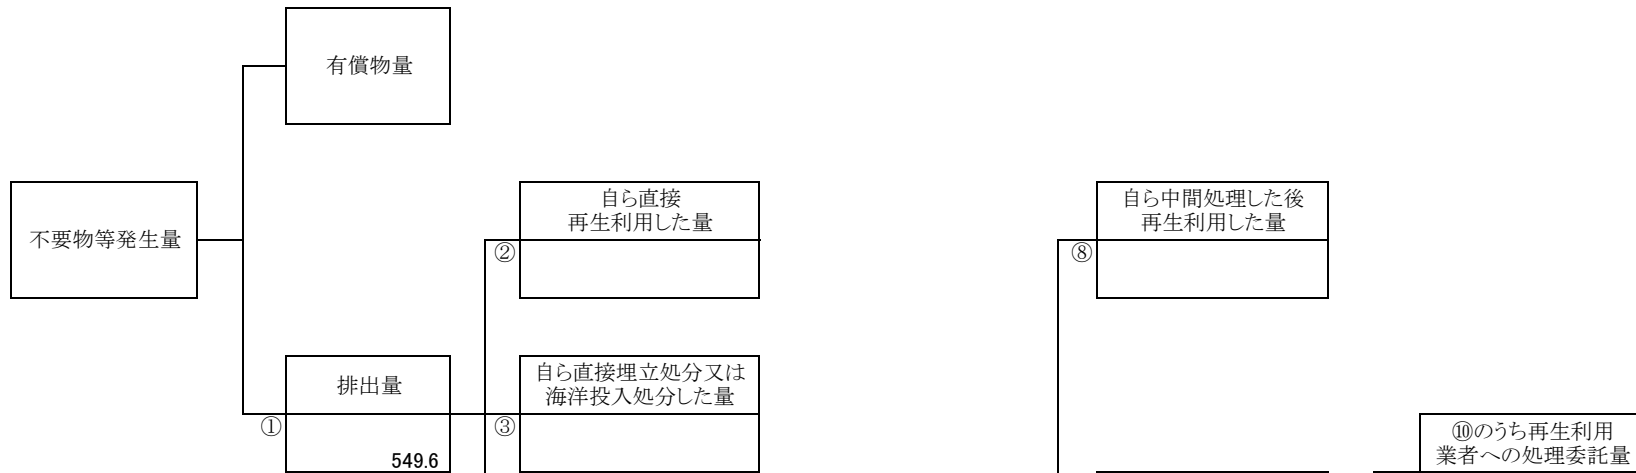 有償物量
不要物等発生量
自ら直接
再生利用した量
②
自ら中間処理した後
再生利用した量
⑧
排出量
①
549.6
自ら直接埋立処分又は
海洋投入処分した量
③
⑩のうち再生利用
業者への処理委託量